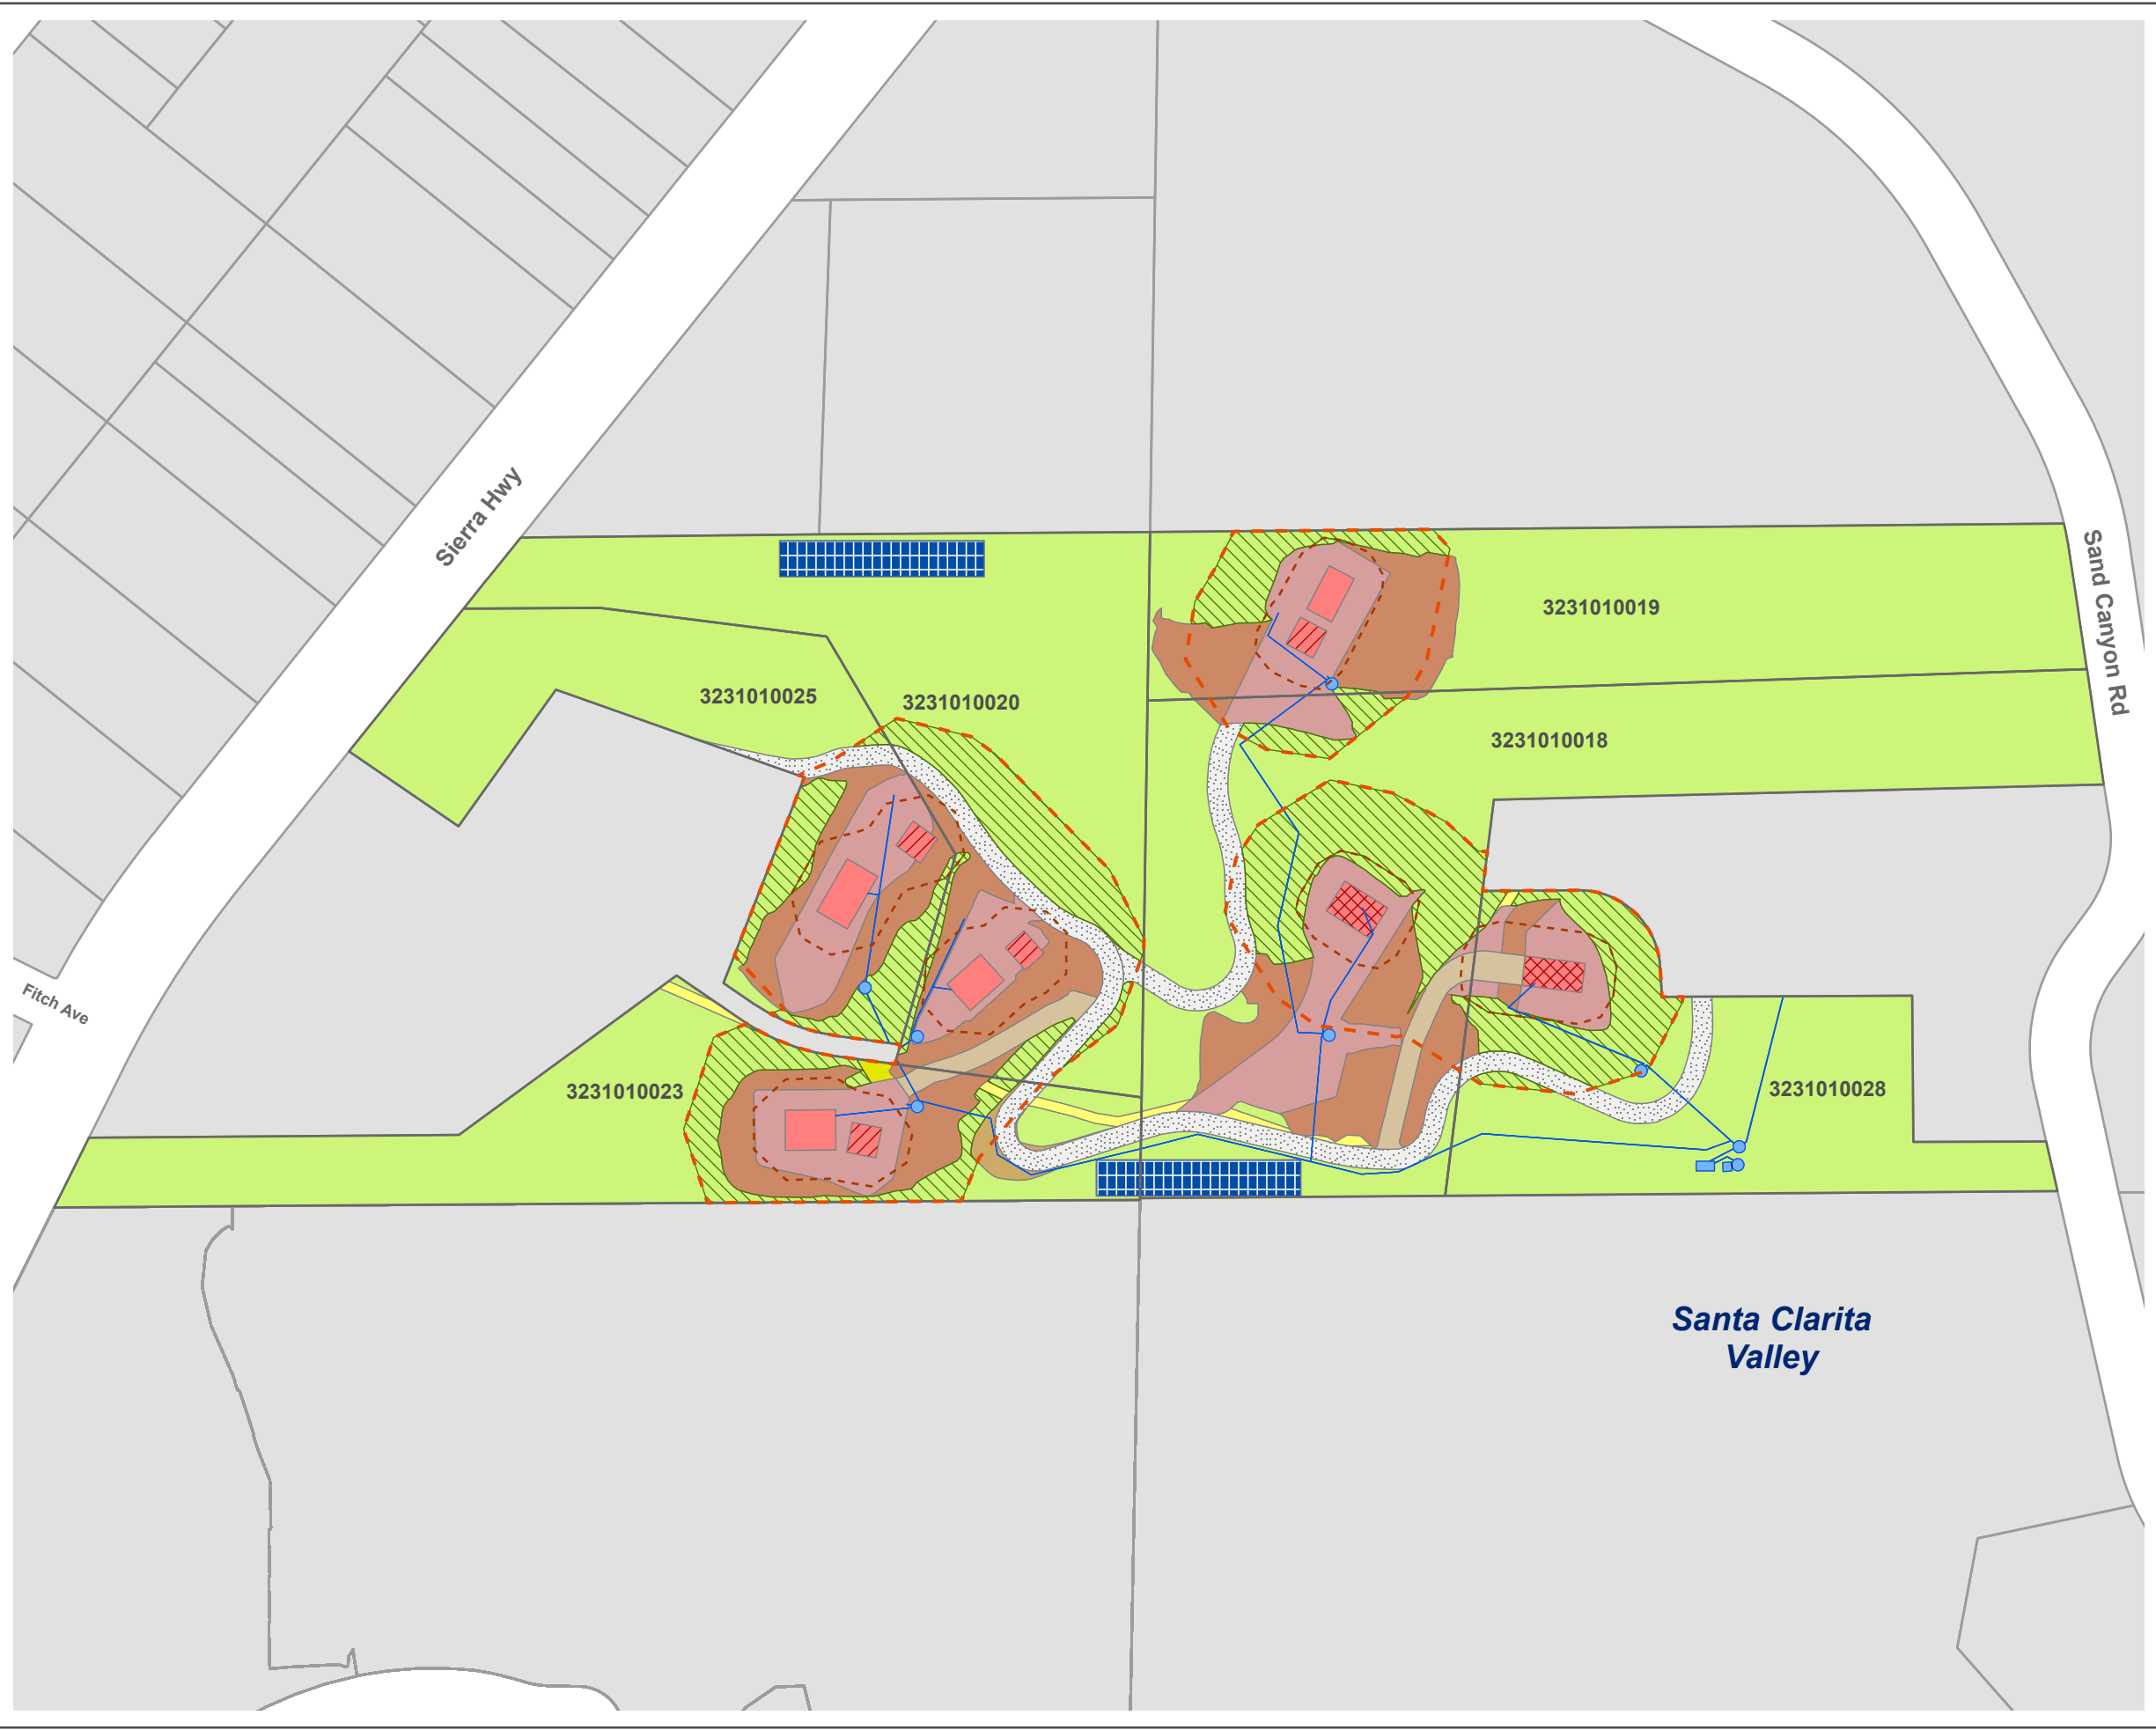 Sierra Hwy
Sand Canyon Rd
3231010019
3231010025
3231010020
3231010018
Fitch Ave
3231010023
3231010028
Santa Clarita
Valley